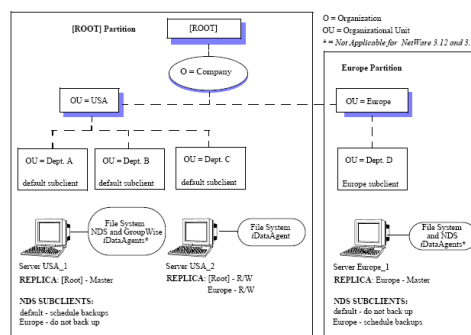 [ROOT] Partition
[ROOT]
O = Organization
OU = Organizational Unit
* = Not Applicable for NetWare 3.12 and 3.
O = Company
Europe Partition
OU = USA
OU = Europe
OU = Dept. A
default subclient
OU = Dept. B
default subclient
OU = Dept. C
default subclient
OU = Dept. D
Europe subclient
File System
NDS and GroupWise
iDataAgents*
Server USA_1
REPLICA: [Root] - Master
NDS SUBCLIENTS:
default - schedule backups
Europe - do not back up
File System
iDataAgent
Server USA_2
REPLICA: [Root] - R/W
Europe - R/W
File System
and NDS
iDataAgents*
Server Europe_1
REPLICA: Europe - Master
NDS SUBCLIENTS:
default - do not back up
Europe - schedule backups